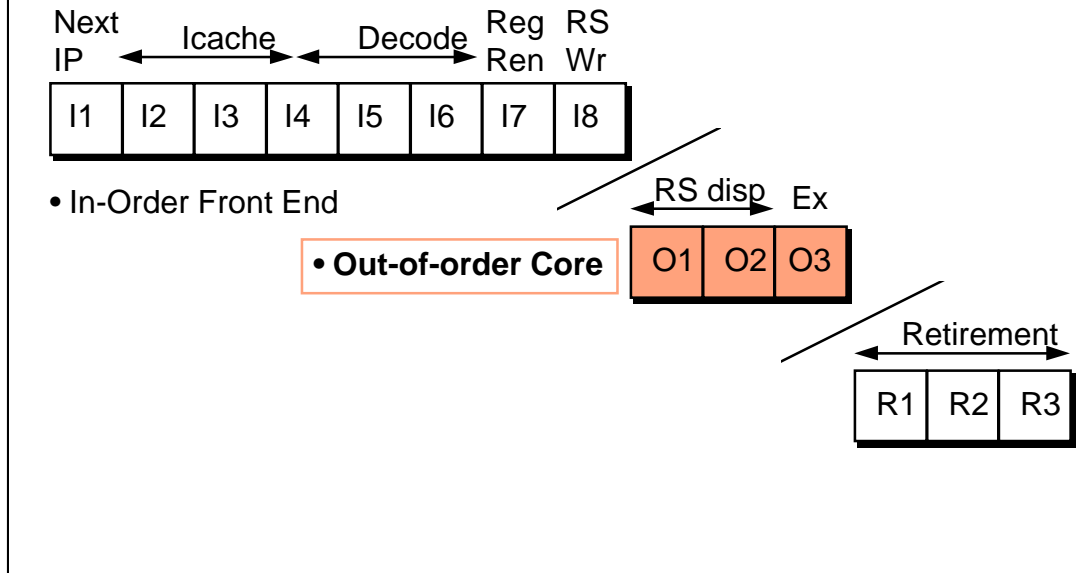 Next Reg RS
IP Icache Decode Ren Wr
I1 I2 I3 I4 I5 I6 I7 I8
• In-Order Front End
RS disp Ex
• Out-of-order Core O1 O2 O3
Retirement
R1 R2 R3